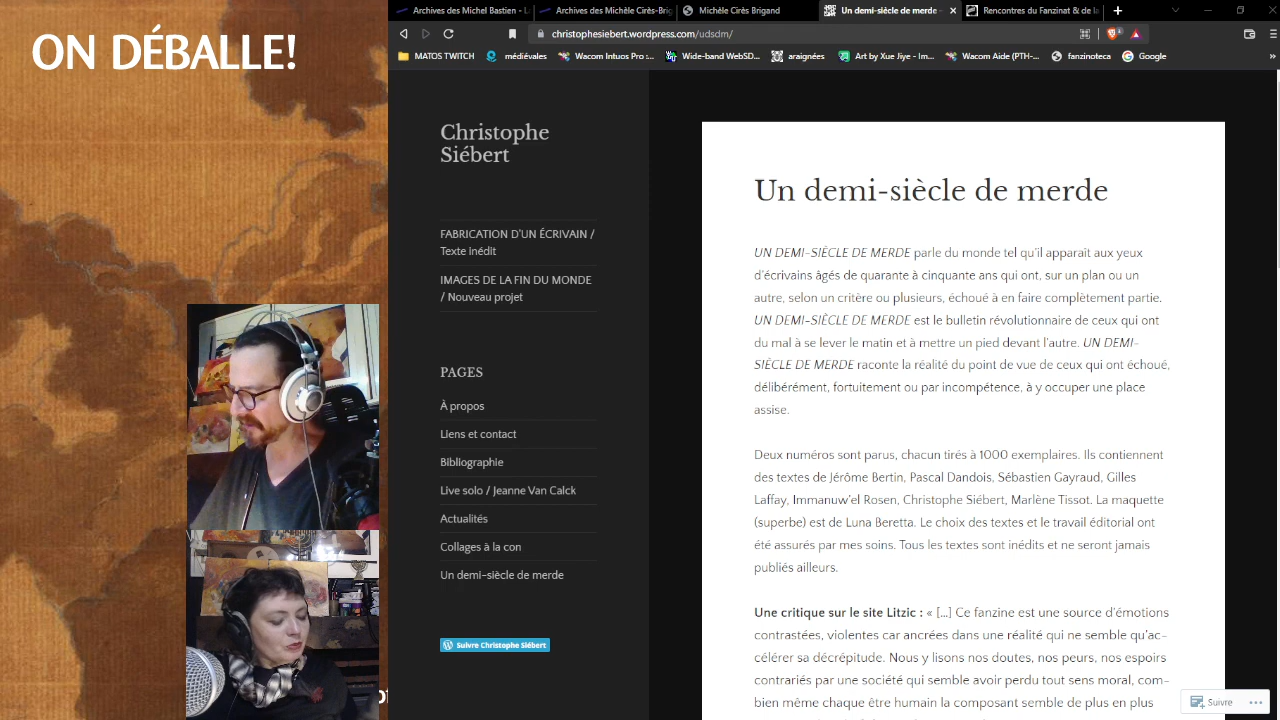 ON DÉBALLE!
Archives des Michel Bastien - L
Archives des Michèle Cirès-Brig
Michèle Cirès Brigand
Un demi-siècle de merde -
Rencontres du Fanzinat & de la
christophesiebert.wordpress.com/udsdm/
MATOS TWITCH
médiévales
Wacom Intuos Pro :...
Wide-band WebSD...
araignées
Art by Xue Jiye - Im...
Wacom Aide (PTH-...
fanzinoteca
Google
Christophe
Siébert
FABRICATION D'UN ÉCRIVAIN /
Texte inédit
IMAGES DE LA FIN DU MONDE
/ Nouveau projet
PAGES
À propos
Liens et contact
Bibliographie
Live solo / Jeanne Van Calck
Actualités
Collages à la con
Un demi-siècle de merde
Suivre Christophe Siébert
Un demi-siècle de merde
UN DEMI-SIÈCLE DE MERDE parle du monde tel qu'il apparaît aux yeux
d'écrivains âgés de quarante à cinquante ans qui ont, sur un plan ou un
autre, selon un critère ou plusieurs, échoué à en faire complètement partie.
UN DEMI-SIÈCLE DE MERDE est le bulletin révolutionnaire de ceux qui ont
du mal à se lever le matin et à mettre un pied devant l'autre. UN DEMI-
SIÈCLE DE MERDE raconte la réalité du point de vue de ceux qui ont échoué,
délibérément, fortuitement ou par incompétence, à y occuper une place
assise.
Deux numéros sont parus, chacun tirés à 1000 exemplaires. Ils contiennent
des textes de Jérôme Bertin, Pascal Dandois, Sébastien Gayraud, Gilles
Laffay, Immanuw'el Rosen, Christophe Siébert, Marlène Tissot. La maquette
(superbe) est de Luna Beretta. Le choix des textes et le travail éditorial ont
été assurés par mes soins. Tous les textes sont inédits et ne seront jamais
publiés ailleurs.
Une critique sur le site Litzic : « [...] Ce fanzine est une source d'émotions
contrastées, violentes car ancrées dans une réalité qui ne semble qu'ac-
célérer sa décrépitude. Nous y lisons nos doutes, nos peurs, nos espoirs
contrariés par une société qui semble avoir perdu tout sens moral, com-
bien même chaque être humain la composant semble de plus en plus
Suivre